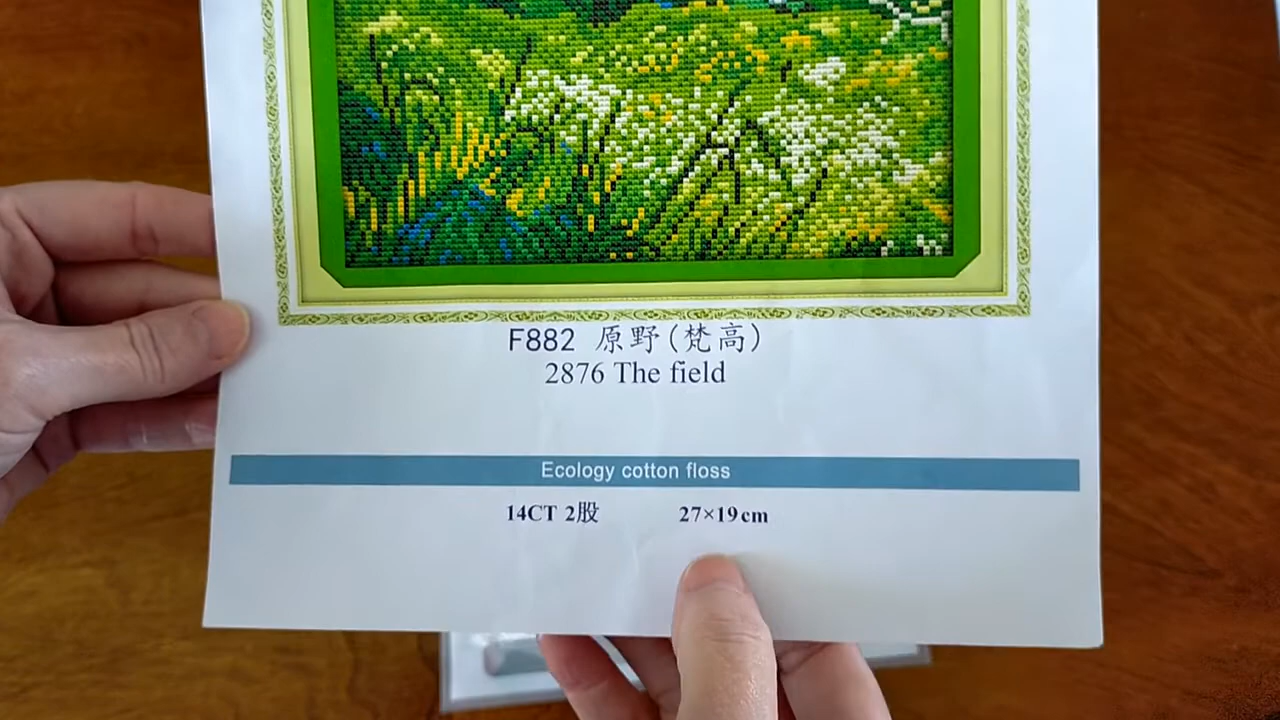 F882 原野(梵高)
2876 The field
Ecology cotton floss
14CT 2股 27×19cm